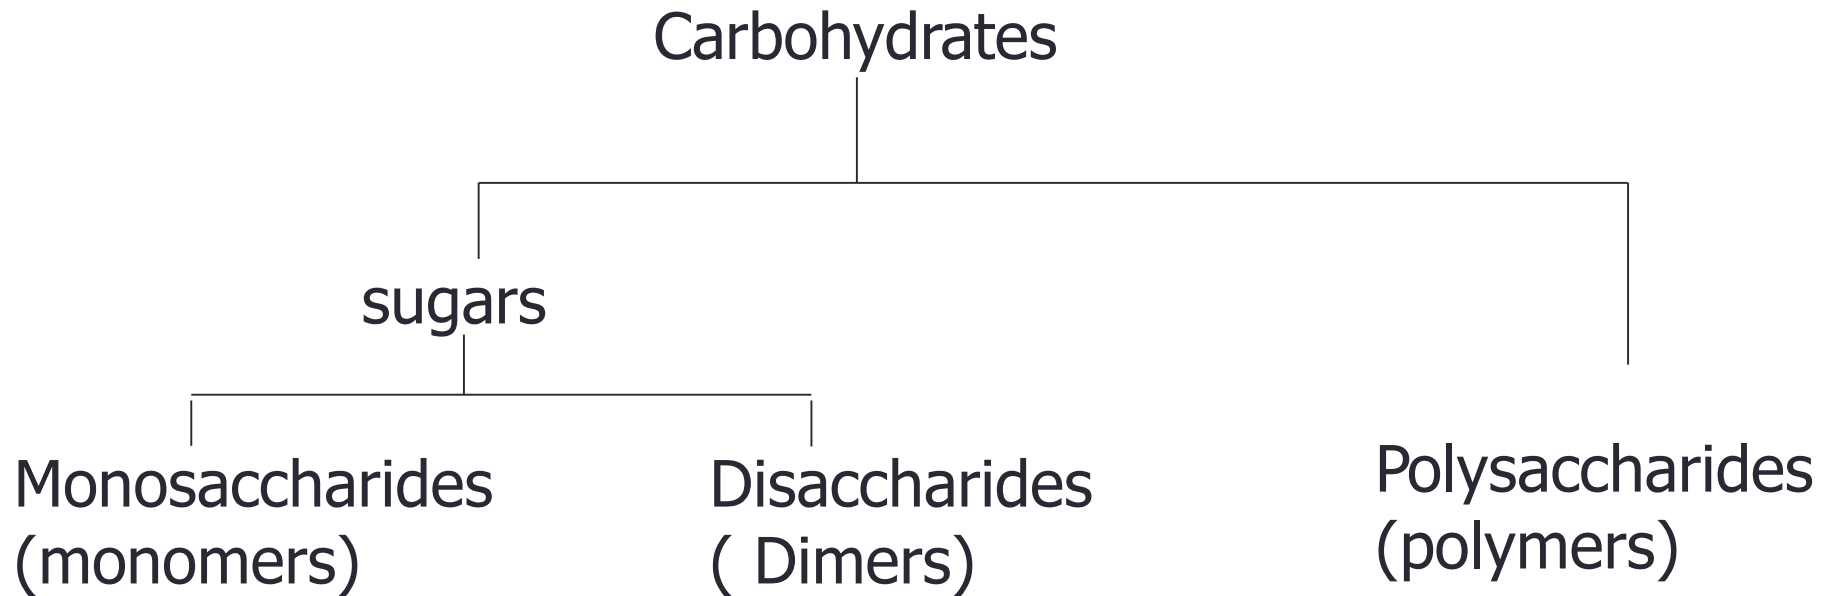 Carbohydrates
sugars
Monosaccharides
(monomers)
Disaccharides
( Dimers)
Polysaccharides
(polymers)